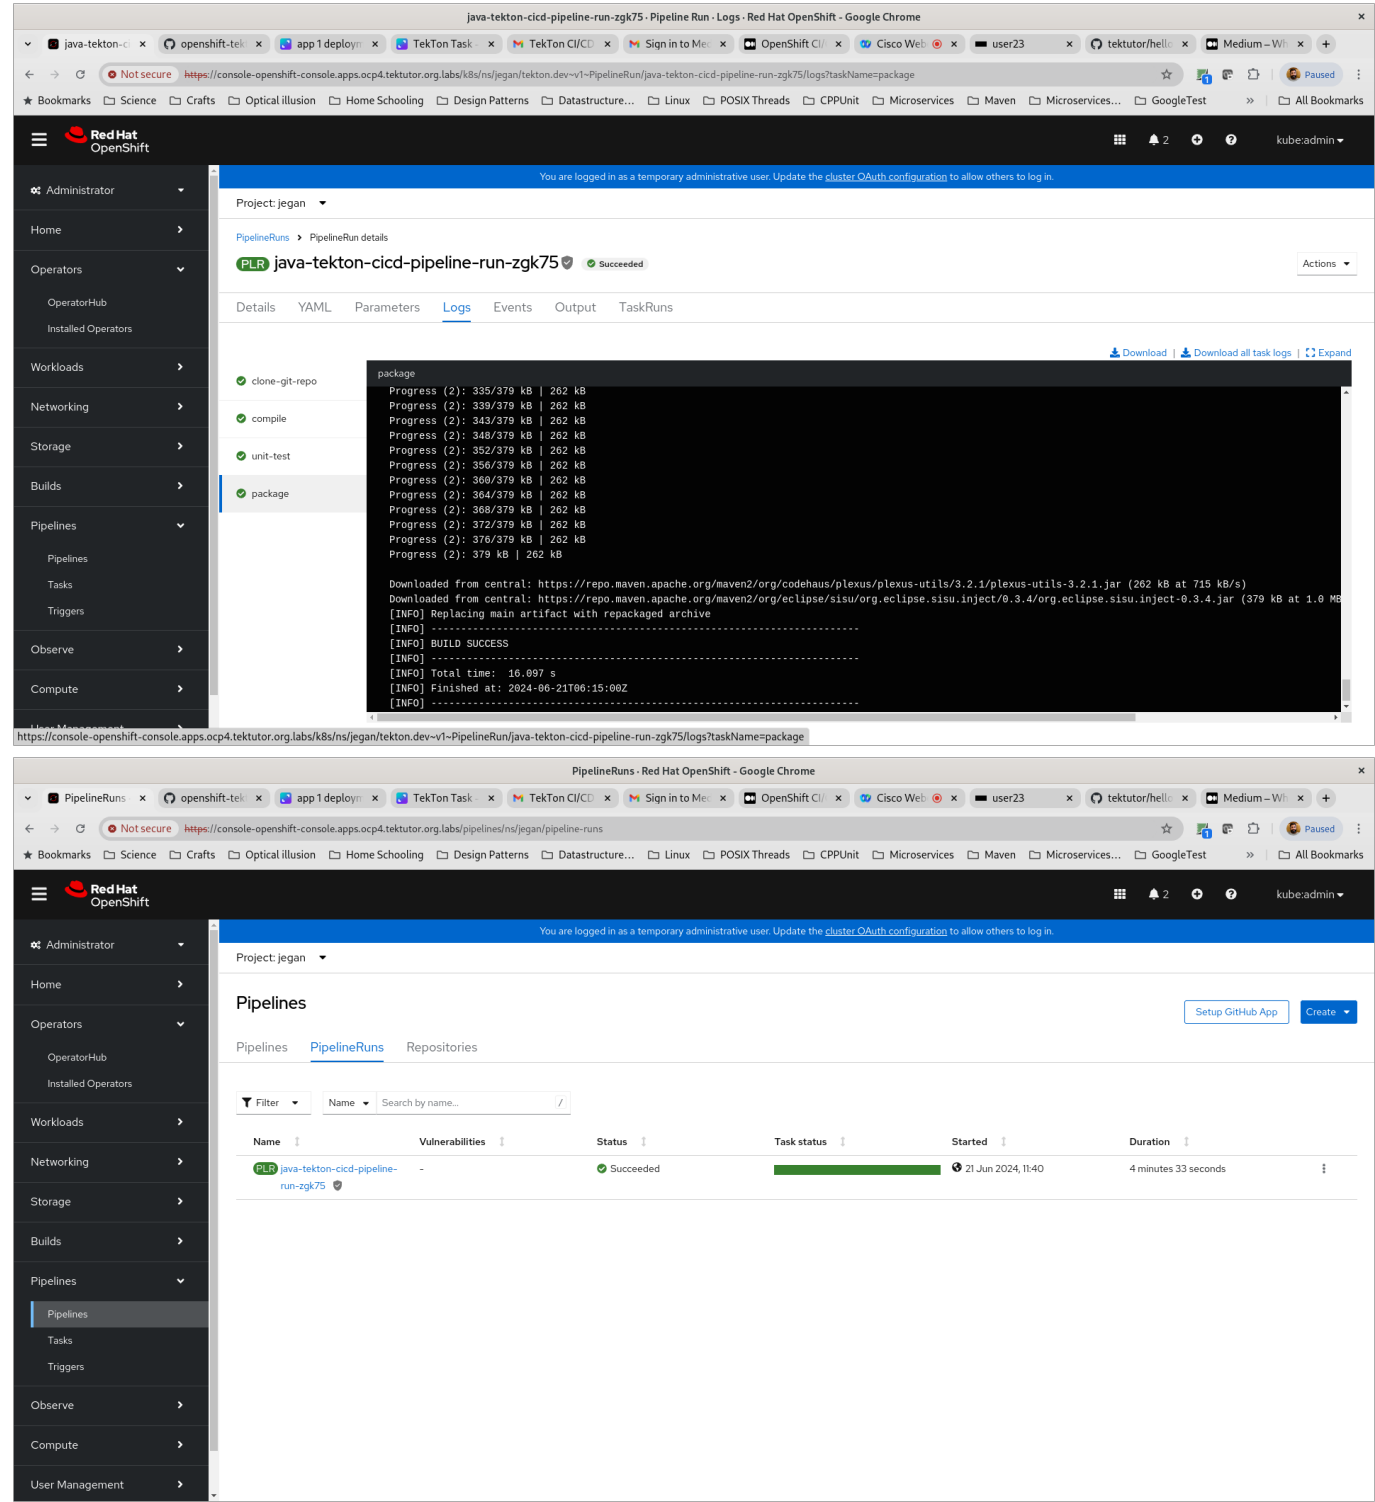 java-tekton-cicd-pipeline-run-zgk75 · Pipeline Run · Logs · Red Hat OpenShift - Google Chrome
java-tekton-c openshift-tek app 1 deploym TekTon Task - TekTon CI/CD Sign in to Med OpenShift CI/ Cisco Web user23 tektutor/hello Medium – Wh
Not secure https://console-openshift-console.apps.ocp4.tektutor.org.labs/k8s/ns/jegan/tekton.dev~v1~PipelineRun/java-tekton-cicd-pipeline-run-zgk75/logs?taskName=package Paused
Bookmarks Science Crafts Optical illusion Home Schooling Design Patterns Datastructure... Linux POSIX Threads CPPUnit Microservices Maven Microservices... GoogleTest » All Bookmarks
Red Hat
OpenShift
2 kube:admin
You are logged in as a temporary administrative user. Update the cluster OAuth configuration to allow others to log in.
Administrator
Home
Operators
OperatorHub
Installed Operators
Workloads
Networking
Storage
Builds
Pipelines
Pipelines
Tasks
Triggers
Observe
Compute
User Management
Project: jegan
PipelineRuns > PipelineRun details
PLR java-tekton-cicd-pipeline-run-zgk75 Succeeded
Actions
Details YAML Parameters Logs Events Output TaskRuns
Download | Download all task logs | Expand
clone-git-repo
compile
unit-test
package
package
Progress (2): 335/379 kB | 262 kB
Progress (2): 339/379 kB | 262 kB
Progress (2): 343/379 kB | 262 kB
Progress (2): 348/379 kB | 262 kB
Progress (2): 352/379 kB | 262 kB
Progress (2): 356/379 kB | 262 kB
Progress (2): 360/379 kB | 262 kB
Progress (2): 364/379 kB | 262 kB
Progress (2): 368/379 kB | 262 kB
Progress (2): 372/379 kB | 262 kB
Progress (2): 376/379 kB | 262 kB
Progress (2): 379 kB | 262 kB
Downloaded from central: https://repo.maven.apache.org/maven2/org/codehaus/plexus/plexus-utils/3.2.1/plexus-utils-3.2.1.jar (262 kB at 715 kB/s)
Downloaded from central: https://repo.maven.apache.org/maven2/org/eclipse/sisu/org.eclipse.sisu.inject/0.3.4/org.eclipse.sisu.inject-0.3.4.jar (379 kB at 1.0 MB
[INFO] Replacing main artifact with repackaged archive
[INFO] ------------------------------------------------------------------------
[INFO] BUILD SUCCESS
[INFO] ------------------------------------------------------------------------
[INFO] Total time:  16.097 s
[INFO] Finished at: 2024-06-21T06:15:00Z
[INFO] ------------------------------------------------------------------------
https://console-openshift-console.apps.ocp4.tektutor.org.labs/k8s/ns/jegan/tekton.dev~v1~PipelineRun/java-tekton-cicd-pipeline-run-zgk75/logs?taskName=package
PipelineRuns · Red Hat OpenShift - Google Chrome
PipelineRuns openshift-tek app 1 deploym TekTon Task - TekTon CI/CD Sign in to Med OpenShift CI/ Cisco Web user23 tektutor/hello Medium – Wh
Not secure https://console-openshift-console.apps.ocp4.tektutor.org.labs/pipelines/ns/jegan/pipeline-runs Paused
Bookmarks Science Crafts Optical illusion Home Schooling Design Patterns Datastructure... Linux POSIX Threads CPPUnit Microservices Maven Microservices... GoogleTest » All Bookmarks
Red Hat
OpenShift
2 kube:admin
You are logged in as a temporary administrative user. Update the cluster OAuth configuration to allow others to log in.
Administrator
Home
Operators
OperatorHub
Installed Operators
Workloads
Networking
Storage
Builds
Pipelines
Pipelines
Tasks
Triggers
Observe
Compute
User Management
Project: jegan
Pipelines
Setup GitHub App Create
Pipelines PipelineRuns Repositories
Filter Name Search by name... /
Name Vulnerabilities Status Task status Started Duration
PLR java-tekton-cicd-pipeline- - Succeeded 21 Jun 2024, 11:40 4 minutes 33 seconds
run-zgk75